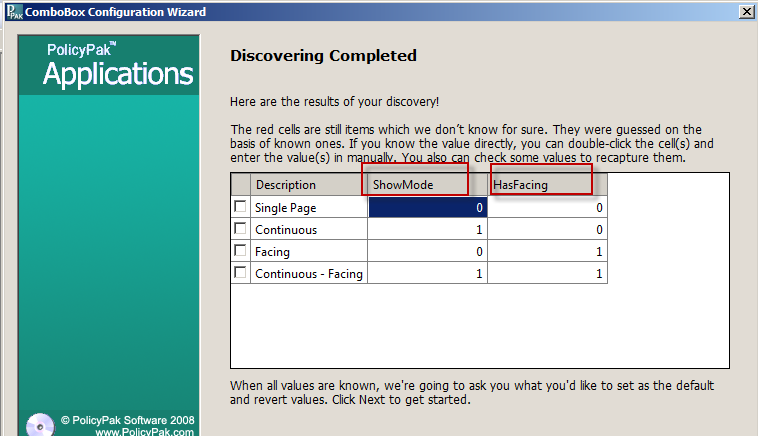 PAK
ComboBox Configuration Wizard
PolicyPak™
Applications
Discovering Completed
Here are the results of your discovery!
The red cells are still items which we don't know for sure. They were guessed on the
basis of known ones. If you know the value directly, you can double-click the cell(s) and
enter the value(s) in manually. You also can check some values to recapture them.
Description ShowMode HasFacing
Single Page 0 0
Continuous 1 0
Facing 0 1
Continuous - Facing 1 1
When all values are known, we're going to ask you what you'd like to set as the default
and revert values. Click Next to get started.
© PolicyPak Software 2008
www.PolicyPak.com